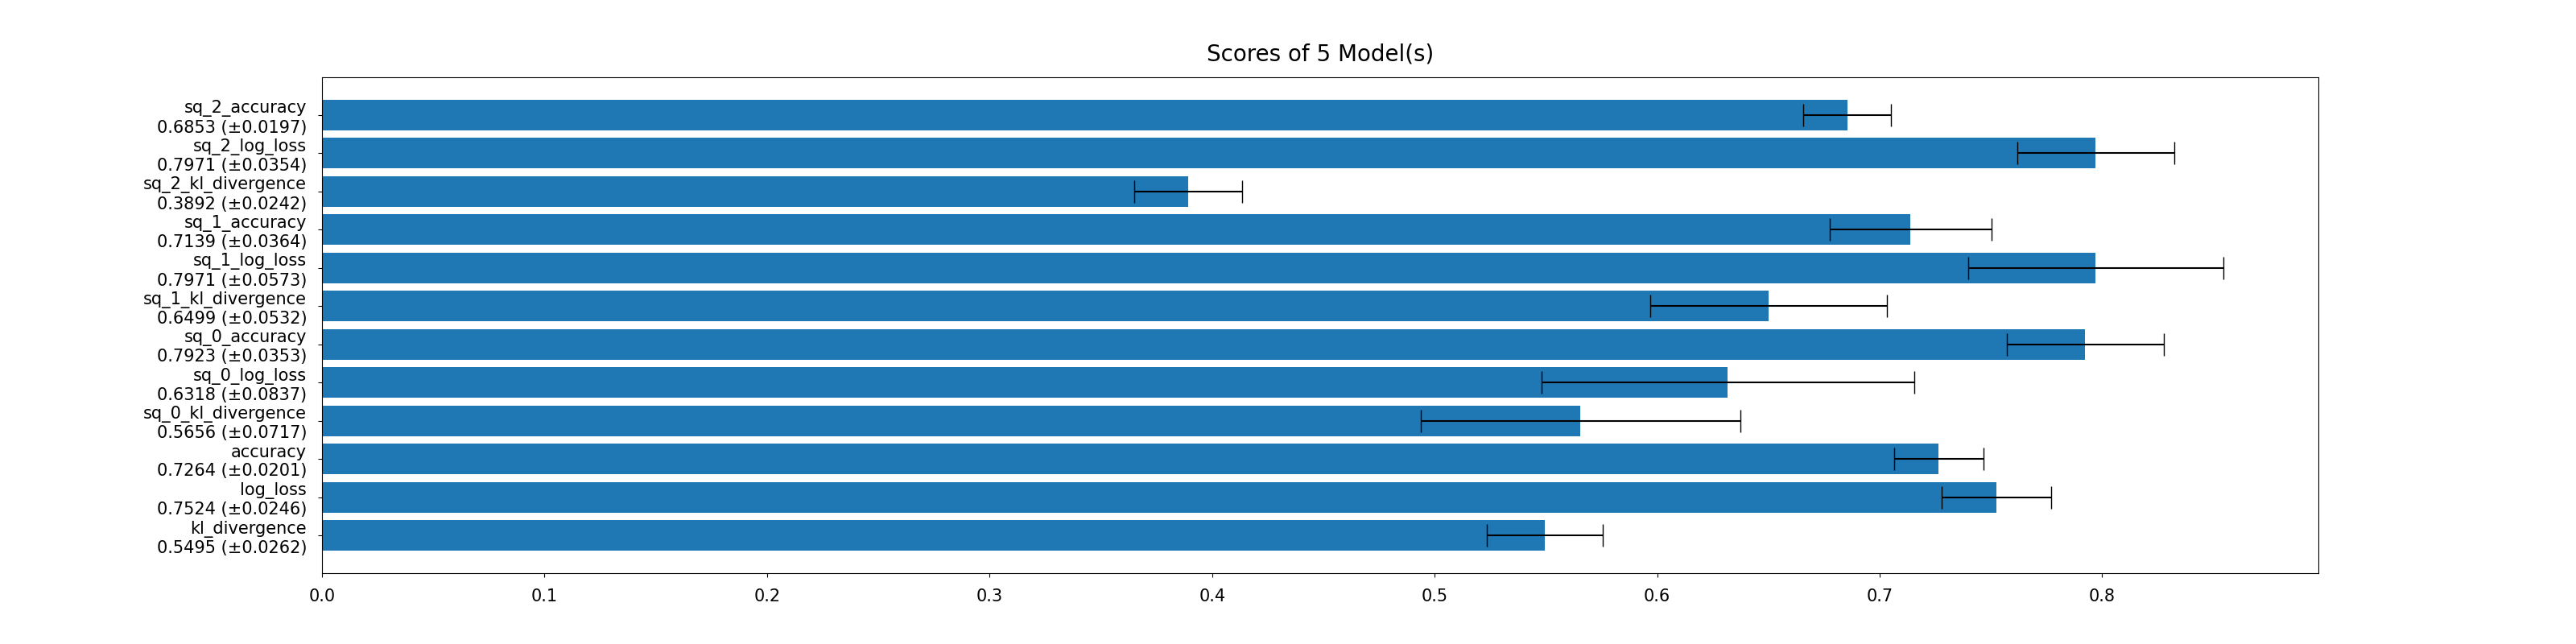 Scores of 5 Model(s)
sq_2_accuracy
0.6853 (±0.0197)
sq_2_log_loss
0.7971 (±0.0354)
sq_2_kl_divergence
0.3892 (±0.0242)
sq_1_accuracy
0.7139 (±0.0364)
sq_1_log_loss
0.7971 (±0.0573)
sq_1_kl_divergence
0.6499 (±0.0532)
sq_0_accuracy
0.7923 (±0.0353)
sq_0_log_loss
0.6318 (±0.0837)
sq_0_kl_divergence
0.5656 (±0.0717)
accuracy
0.7264 (±0.0201)
log_loss
0.7524 (±0.0246)
kl_divergence
0.5495 (±0.0262)
0.0 0.1 0.2 0.3 0.4 0.5 0.6 0.7 0.8